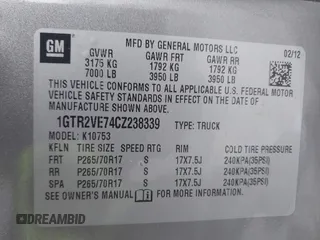 GM
MFD BY GENERAL MOTORS LLC
02/12
GVWR GAWR FRT GAWR RR
3175 KG 1792 KG 1792 KG
7000 LB 3950 LB 3950 LB
THIS VEHICLE CONFORMS TO ALL APPLICABLE U.S. FEDERAL
MOTOR VEHICLE SAFETY AND THEFT PREVENTION STANDARDS
IN EFFECT ON THE DATE OF MANUFACTURE SHOWN ABOVE.
1GTR2VE74CZ238339 TYPE: TRUCK
MODEL: K10753
KFLN TIRE SIZE SPEED RTG RIM COLD TIRE PRESSURE
FRT P265/70R17 S 17X7.5J 240KPA(35PSI)
RR P265/70R17 S 17X7.5J 240KPA(35PSI)
SPA P265/70R17 S 17X7.5J 240KPA(35PSI)
SEE OWNER'S MANUAL FOR MORE INFORMATION.
DREAMBID